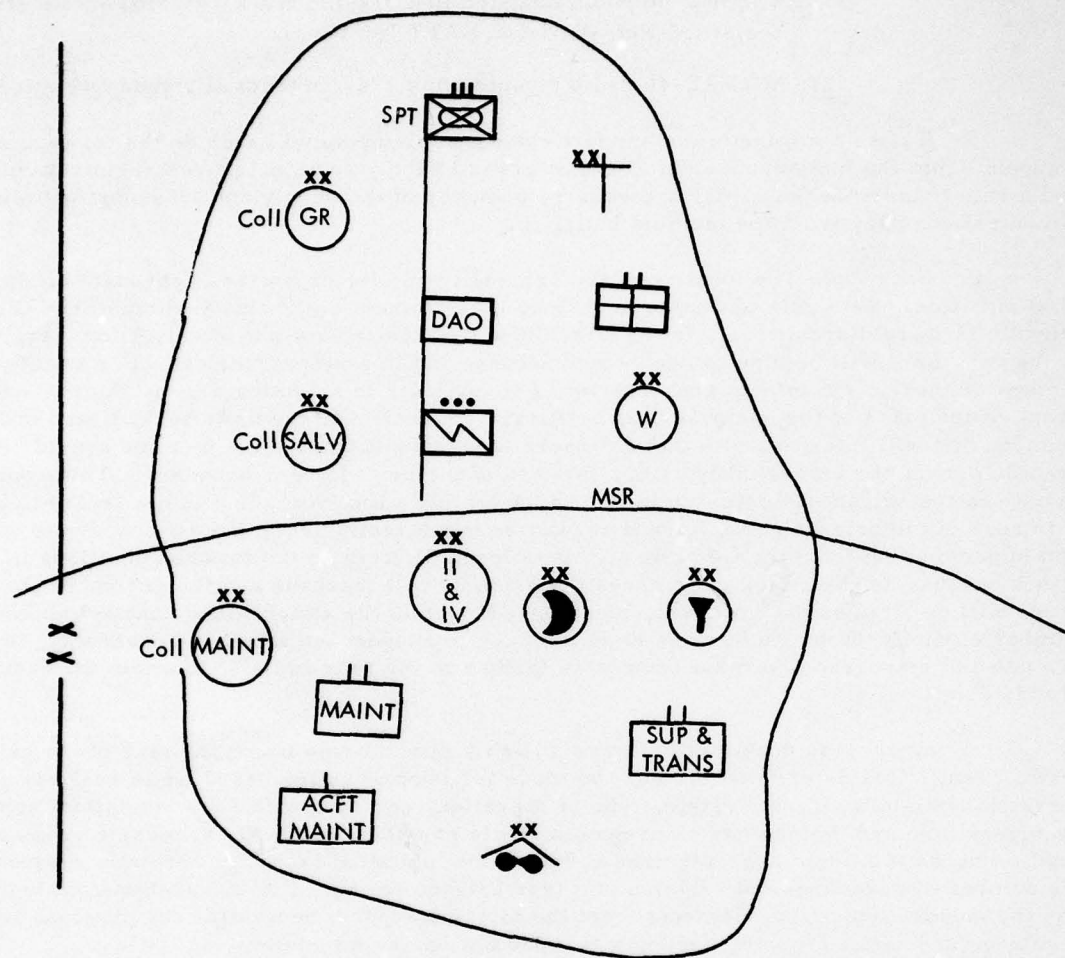 SPT
XX
XX
Coll GR
DAO
XX
XX
Coll SALV
W
MSR
XX
II
&
IV
XX
XX
XX
Coll MAINT
XX
MAINT
SUP &
TRANS
ACFT
MAINT
XX